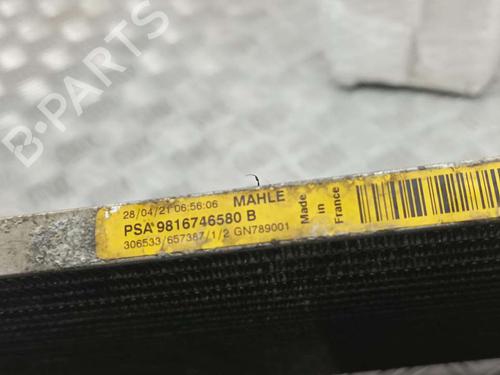 B-Parts
28/04/21 06:56:06 MAHLE
PSA 9816746580 B
306533/657387/1/2 GN789001
Made
in
France